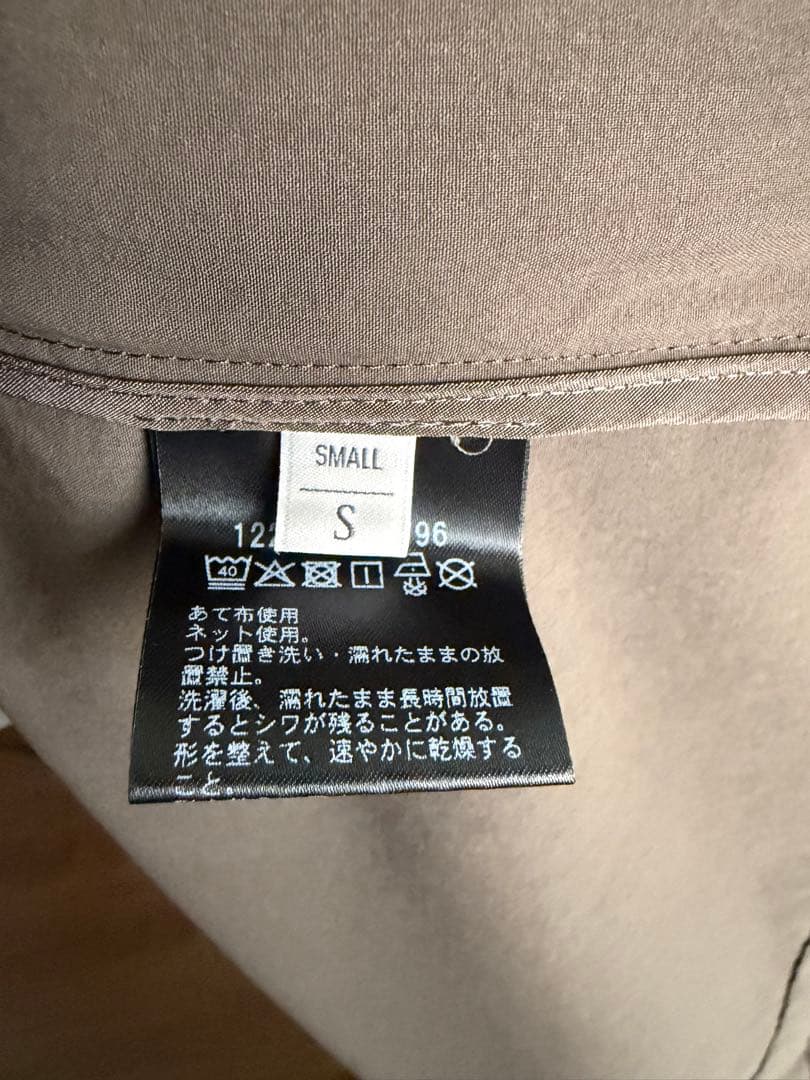 SMALL
S
122 96
40
あて布使用
ネット使用。
つけ置き洗い・濡れたままの放
置禁止。
洗濯後、濡れたまま長時間放置
するとシワが残ることがある。
形を整えて、速やかに乾燥する
こと。